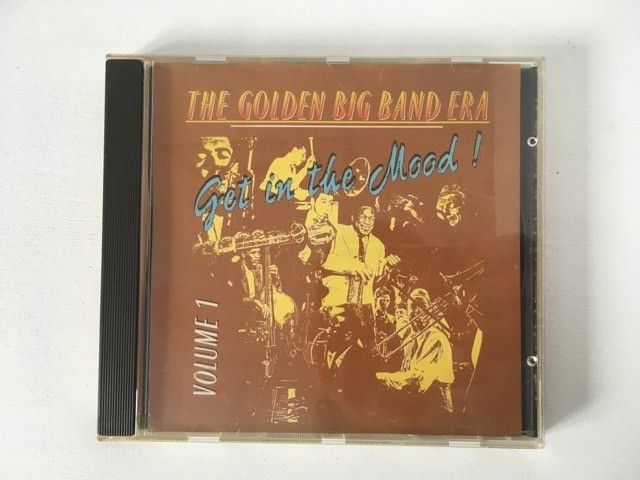 THE GOLDEN BIG BAND ERA
Get in the Mood !
VOLUME 1